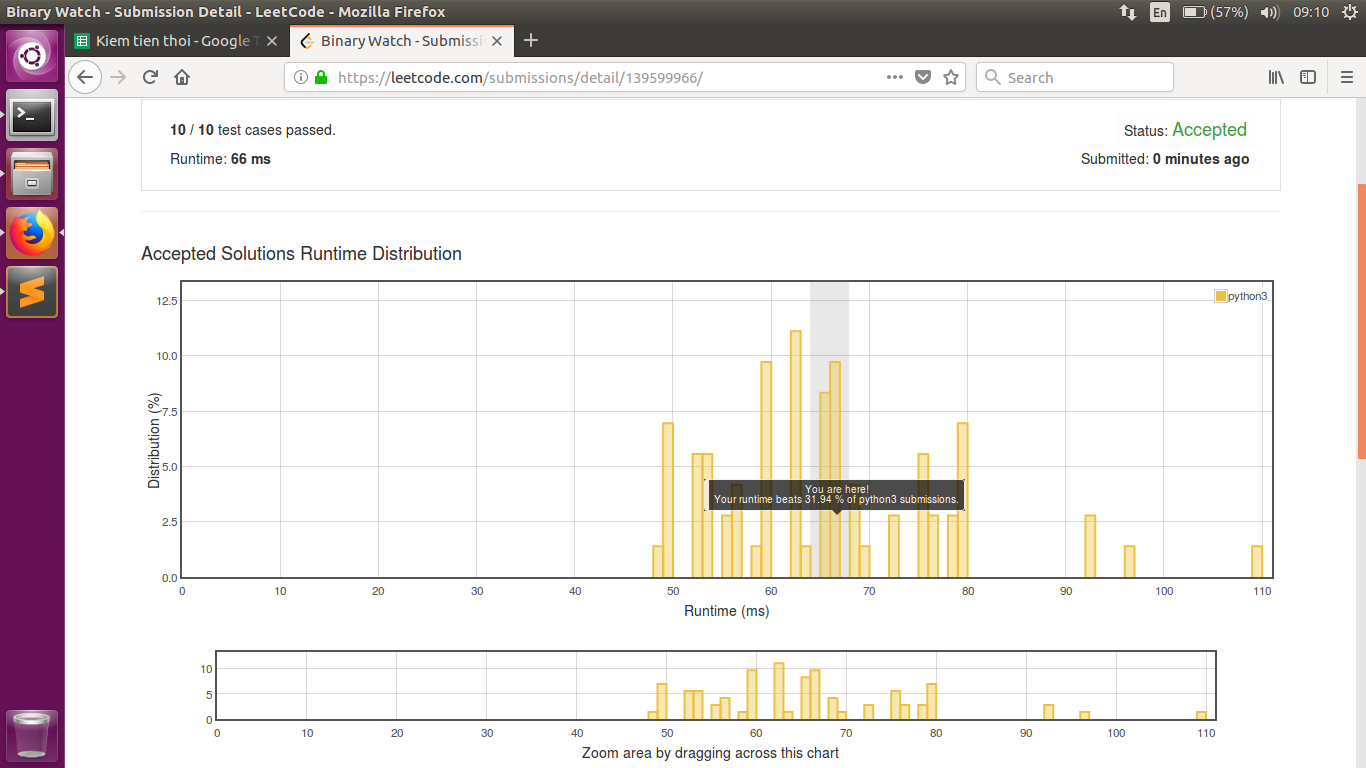 Binary Watch - Submission Detail - LeetCode - Mozilla Firefox
En (57%) 09:10
Kiem tien thoi - Google T
Binary Watch - Submissi
https://leetcode.com/submissions/detail/139599966/
Search
10 / 10 test cases passed.
Status: Accepted
Runtime: 66 ms
Submitted: 0 minutes ago
Accepted Solutions Runtime Distribution
python3
12.5
10.0
7.5
5.0
2.5
0.0
Distribution (%)
You are here!
Your runtime beats 31.94 % of python3 submissions.
0 10 20 30 40 50 60 70 80 90 100 110
Runtime (ms)
10
5
0
0 10 20 30 40 50 60 70 80 90 100 110
Zoom area by dragging across this chart